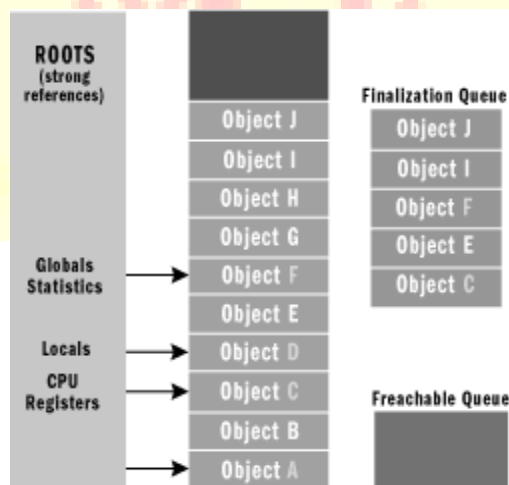 ROOTS
(strong
references)
Globals
Statistics
Locals
CPU
Registers
Object J
Object I
Object H
Object G
Object F
Object E
Object D
Object C
Object B
Object A
Finalization Queue
Object J
Object I
Object F
Object E
Object C
Freachable Queue